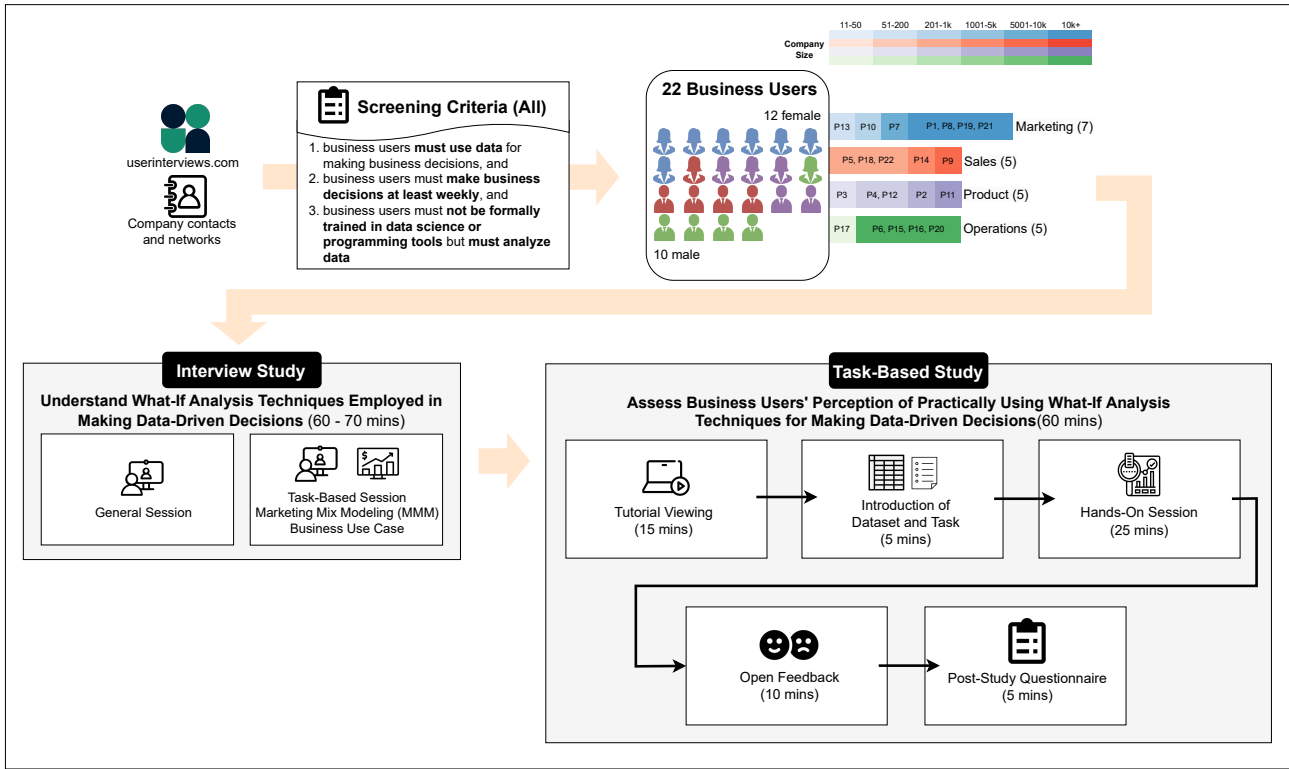 11-50 51-200 201-1k 1001-5k 5001-10k 10k+
Company
Size
userinterviews.com
Company contacts
and networks
Screening Criteria (All)
1. business users must use data for
making business decisions, and
2. business users must make business
decisions at least weekly, and
3. business users must not be formally
trained in data science or
programming tools but must analyze
data
22 Business Users
12 female
10 male
P13 P10 P7 P1, P8, P19, P21 Marketing (7)
P5, P18, P22 P14 P9 Sales (5)
P3 P4, P12 P2 P11 Product (5)
P17 P6, P15, P16, P20 Operations (5)
Interview Study
Understand What-If Analysis Techniques Employed in
Making Data-Driven Decisions (60 - 70 mins)
General Session
Task-Based Session
Marketing Mix Modeling (MMM)
Business Use Case
Task-Based Study
Assess Business Users' Perception of Practically Using What-If Analysis
Techniques for Making Data-Driven Decisions(60 mins)
Tutorial Viewing
(15 mins)
Introduction of
Dataset and Task
(5 mins)
Hands-On Session
(25 mins)
Open Feedback
(10 mins)
Post-Study Questionnaire
(5 mins)